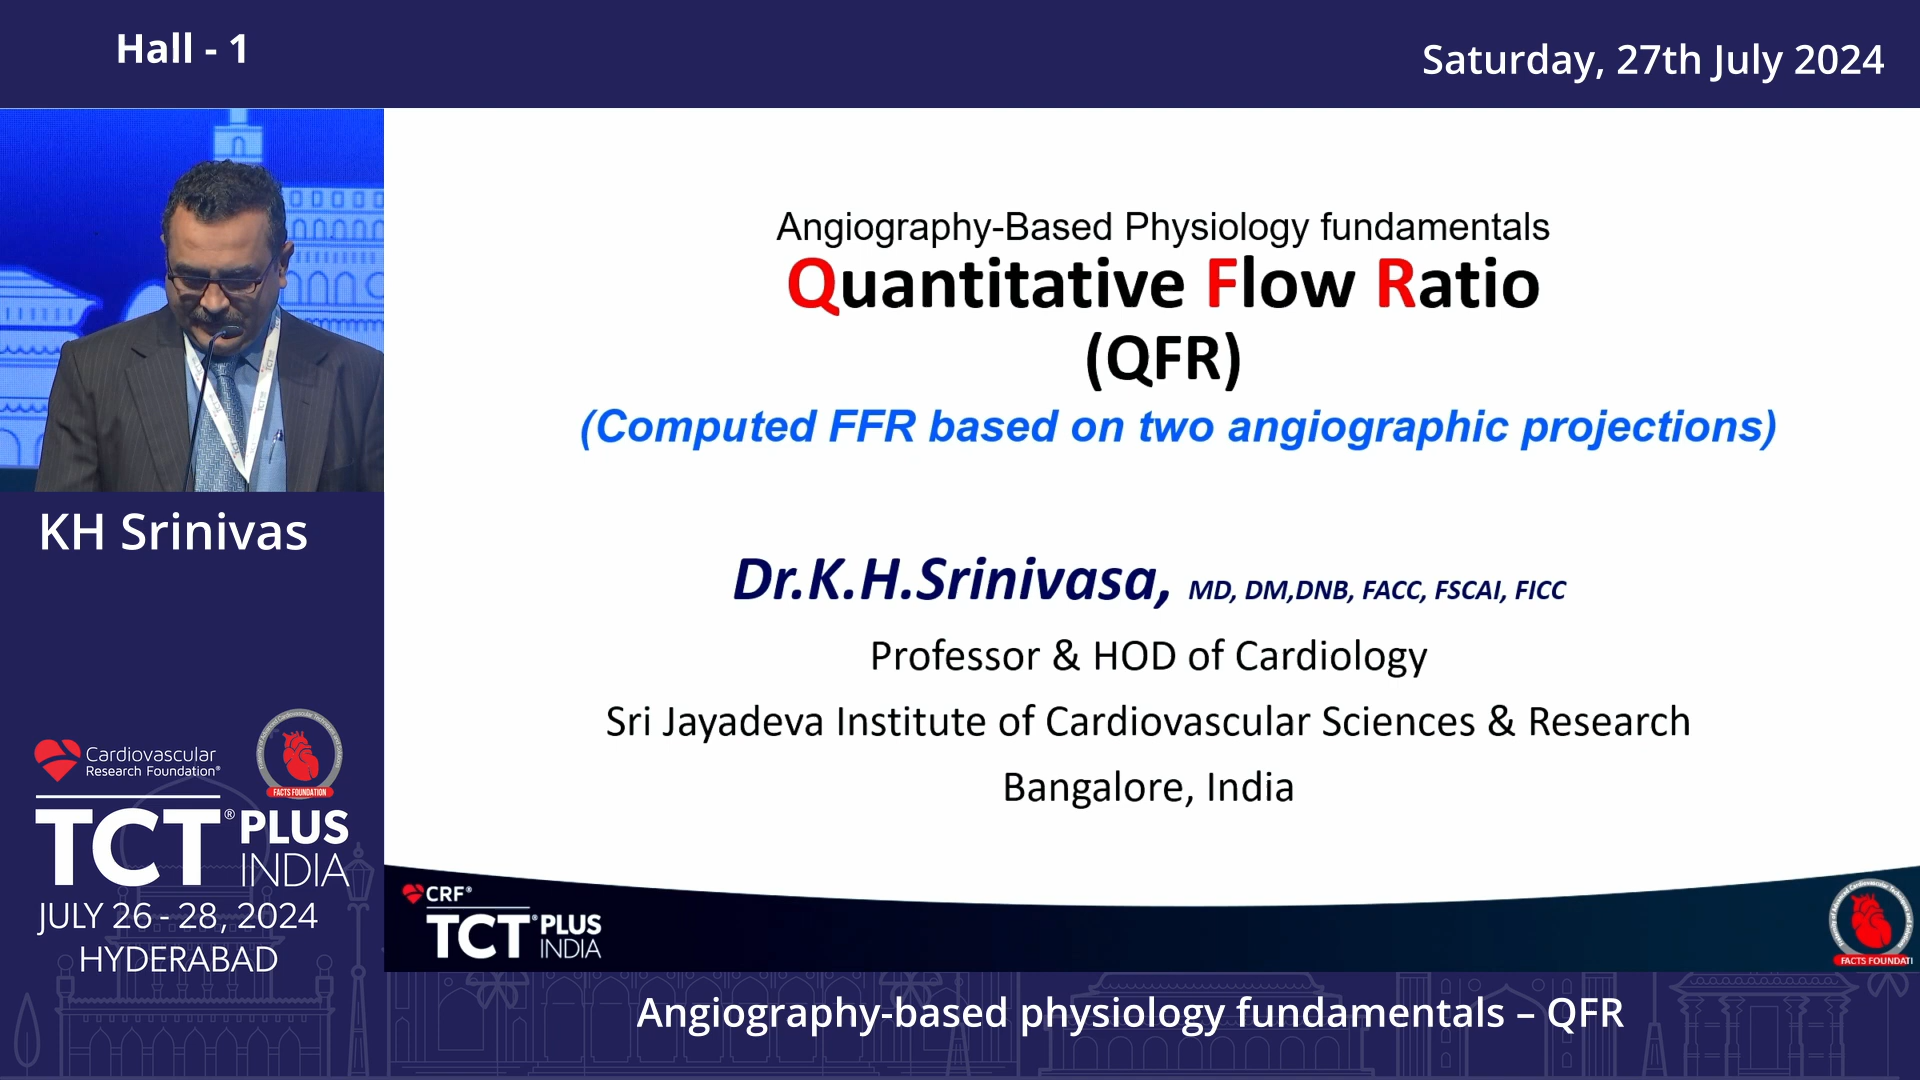 Hall - 1
Saturday, 27th July 2024
Angiography-Based Physiology fundamentals
Quantitative Flow Ratio
(QFR)
(Computed FFR based on two angiographic projections)
KH Srinivas
Dr.K.H.Srinivasa, MD, DM,DNB, FACC, FSCAI, FICC
Professor & HOD of Cardiology
Sri Jayadeva Institute of Cardiovascular Sciences & Research
Bangalore, India
Cardiovascular
Research Foundation®
FACTS FOUNDATION
TCT® PLUS
INDIA
JULY 26 - 28, 2024
HYDERABAD
CRF®
TCT® PLUS
INDIA
FACTS FOUNDATI
Angiography-based physiology fundamentals – QFR